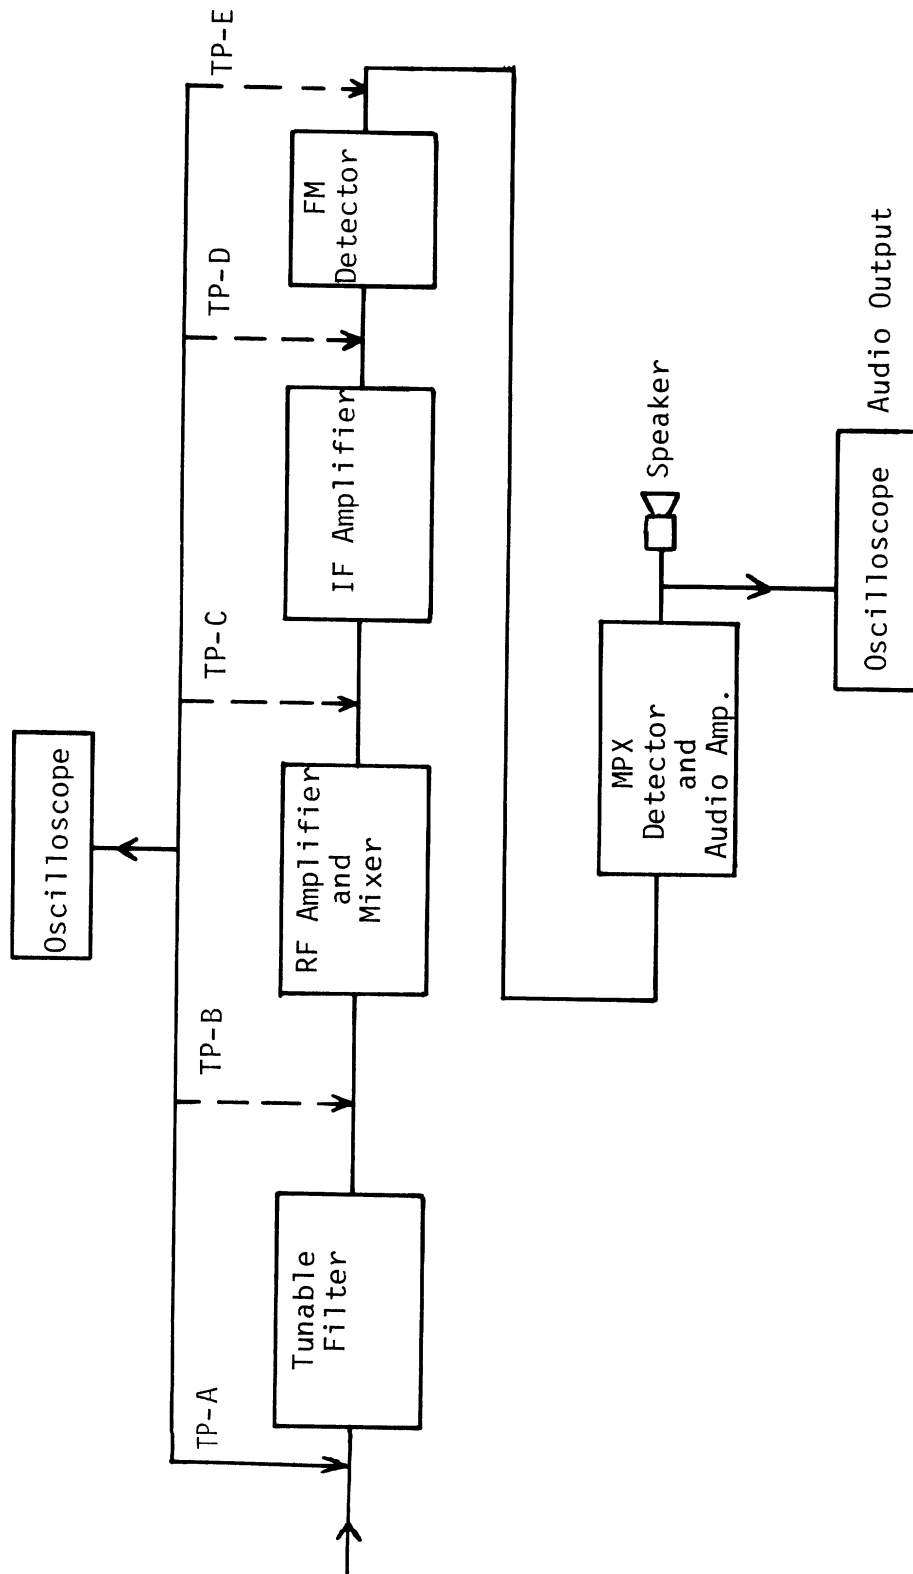 Oscilloscope
TP-A
TP-B
TP-C
TP-D
TP-E
Tunable
Filter
RF Amplifier
and
Mixer
IF Amplifier
FM
Detector
MPX
Detector
and
Audio Amp.
Speaker
Oscilloscope
Audio Output